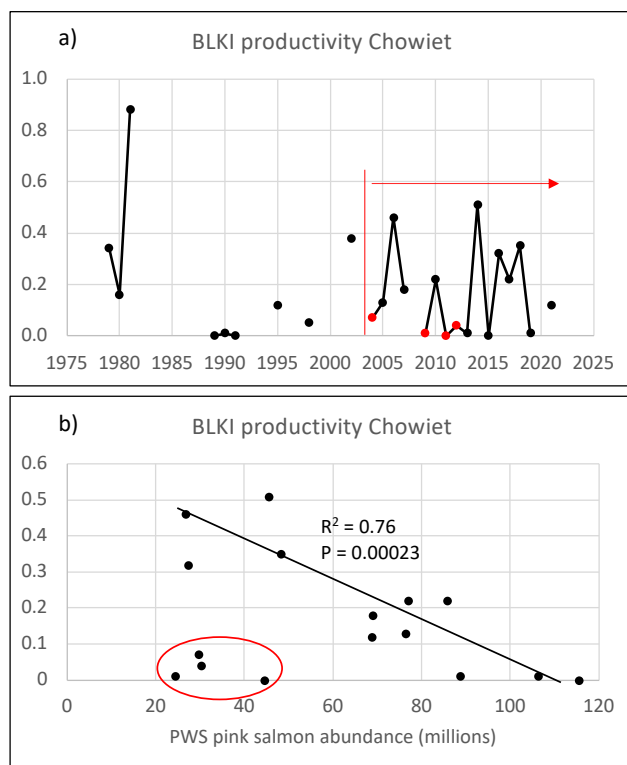 a) BLKI productivity Chowiet
1.0
0.8
0.6
0.4
0.2
0.0
1975 1980 1985 1990 1995 2000 2005 2010 2015 2020 2025
b) BLKI productivity Chowiet
0.6
0.5
0.4
0.3
0.2
0.1
0
R² = 0.76
P = 0.00023
0 20 40 60 80 100 120
PWS pink salmon abundance (millions)